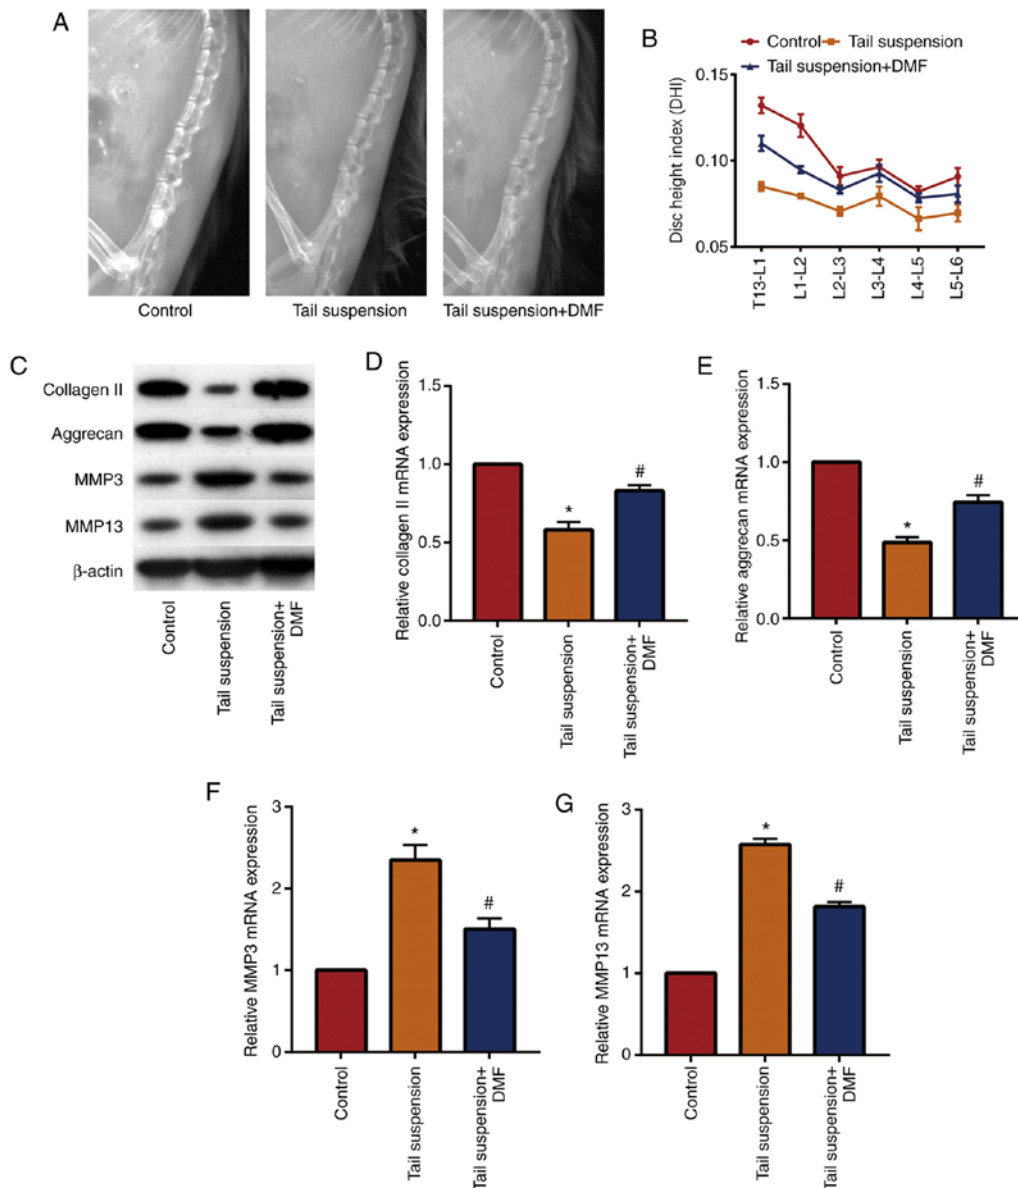 A
Control
Tail suspension
Tail suspension+DMF
B
Control
Tail suspension
Tail suspension+DMF
Disc height index (DHI)
0.15
0.10
0.05
T13-L1
L1-L2
L2-L3
L3-L4
L4-L5
L5-L6
C
Collagen II
Aggrecan
MMP3
MMP13
β-actin
Control
Tail suspension
Tail suspension+
DMF
D
Relative collagen II mRNA expression
1.5
1.0
0.5
0.0
*
#
Control
Tail suspension
Tail suspension+
DMF
E
Relative aggrecan mRNA expression
1.5
1.0
0.5
0.0
*
#
Control
Tail suspension
Tail suspension+
DMF
F
Relative MMP3 mRNA expression
3
2
1
0
*
#
Control
Tail suspension
Tail suspension+
DMF
G
Relative MMP13 mRNA expression
3
2
1
0
*
#
Control
Tail suspension
Tail suspension+
DMF